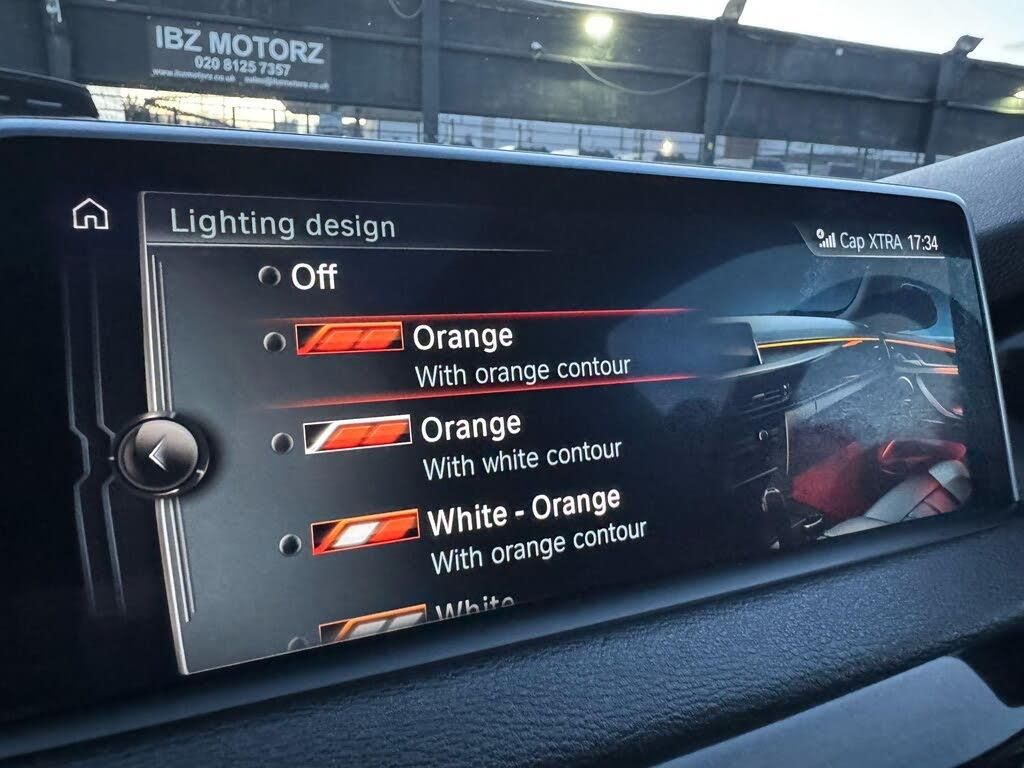 IBZ MOTORZ
020 8125 7357
Lighting design
Cap XTRA 17:34
Off
Orange
With orange contour
Orange
With white contour
White - Orange
With orange contour
White